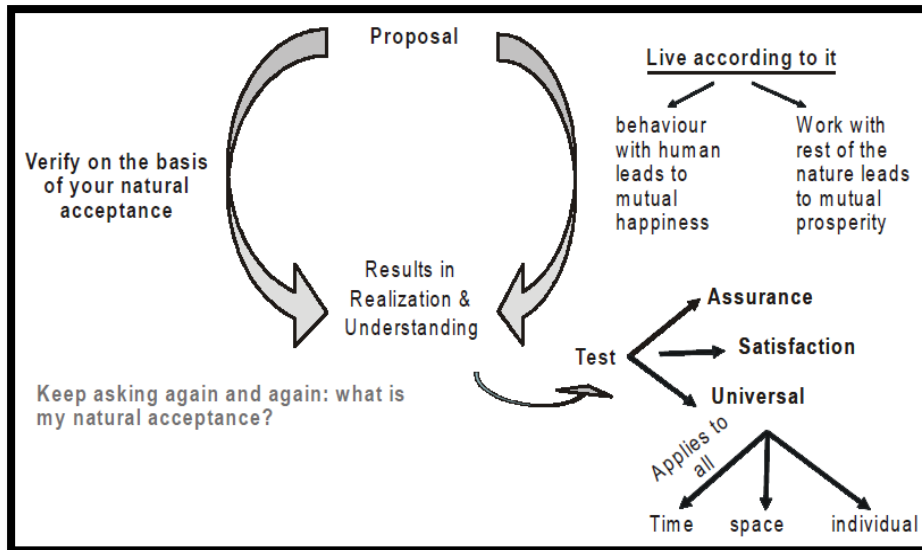 Proposal
Verify on the basis
of your natural
acceptance
Live according to it
behaviour
with human
leads to
mutual
happiness
Work with
rest of the
nature leads
to mutual
prosperity
Results in
Realization &
Understanding
Keep asking again and again: what is
my natural acceptance?
Test
Assurance
Satisfaction
Universal
Applies to
all
Time
space
individual